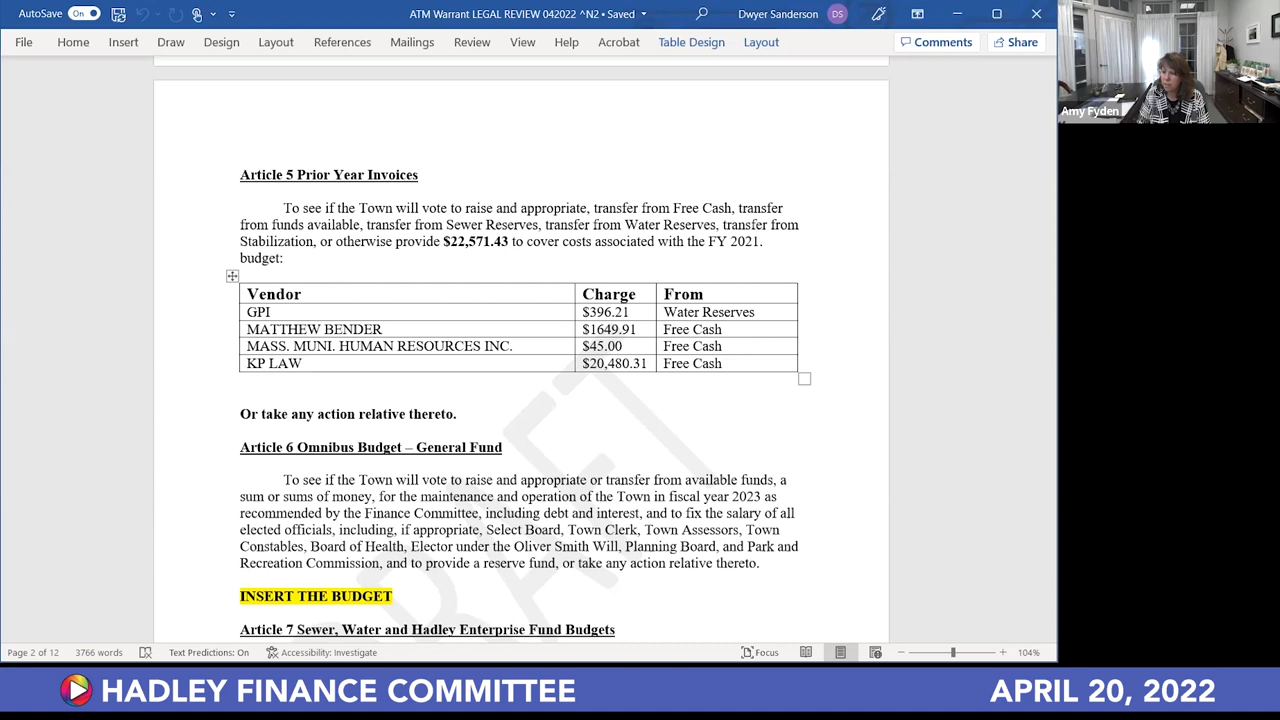 AutoSave On ATM Warrant LEGAL REVIEW 042022 ^N2 • Saved Dwyer Sanderson DS
File Home Insert Draw Design Layout References Mailings Review View Help Acrobat Table Design Layout Comments Share
Amy Fyden
Article 5 Prior Year Invoices
To see if the Town will vote to raise and appropriate, transfer from Free Cash, transfer
from funds available, transfer from Sewer Reserves, transfer from Water Reserves, transfer from
Stabilization, or otherwise provide $22,571.43 to cover costs associated with the FY 2021.
budget:
Vendor Charge From
GPI $396.21 Water Reserves
MATTHEW BENDER $1649.91 Free Cash
MASS. MUNI. HUMAN RESOURCES INC. $45.00 Free Cash
KP LAW $20,480.31 Free Cash
Or take any action relative thereto.
Article 6 Omnibus Budget – General Fund
To see if the Town will vote to raise and appropriate or transfer from available funds, a
sum or sums of money, for the maintenance and operation of the Town in fiscal year 2023 as
recommended by the Finance Committee, including debt and interest, and to fix the salary of all
elected officials, including, if appropriate, Select Board, Town Clerk, Town Assessors, Town
Constables, Board of Health, Elector under the Oliver Smith Will, Planning Board, and Park and
Recreation Commission, and to provide a reserve fund, or take any action relative thereto.
INSERT THE BUDGET
Article 7 Sewer, Water and Hadley Enterprise Fund Budgets
DRAFT
Page 2 of 12 3766 words Text Predictions: On Accessibility: Investigate Focus 104%
HADLEY FINANCE COMMITTEE APRIL 20, 2022